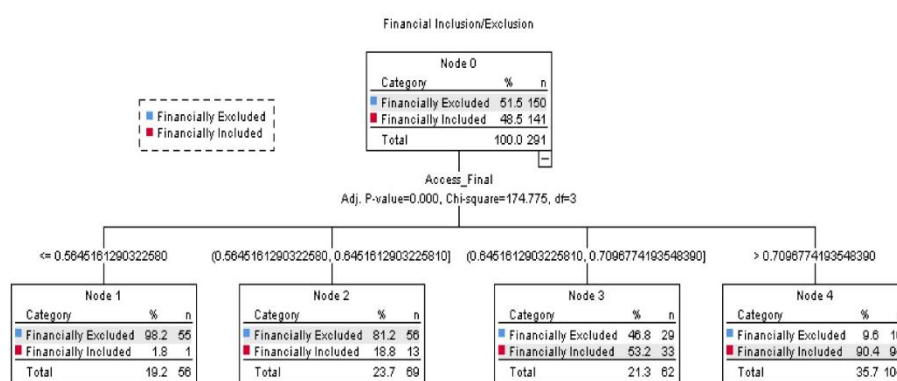 Financial Inclusion/Exclusion
Node 0
Category % n
Financially Excluded 51.5 150
Financially Included 48.5 141
Total 100.0 291
Financially Excluded
Financially Included
Access_Final
Adj. P-value=0.000, Chi-square=174.775, df=3
<= 0.5645161290322580
(0.5645161290322580, 0.6451612903225810]
(0.6451612903225810, 0.7096774193548390]
> 0.7096774193548390
Node 1
Category % n
Financially Excluded 98.2 55
Financially Included 1.8 1
Total 19.2 56
Node 2
Category % n
Financially Excluded 81.2 56
Financially Included 18.8 13
Total 23.7 69
Node 3
Category % n
Financially Excluded 46.8 29
Financially Included 53.2 33
Total 21.3 62
Node 4
Category % n
Financially Excluded 9.6
Financially Included 90.4
Total 35.7